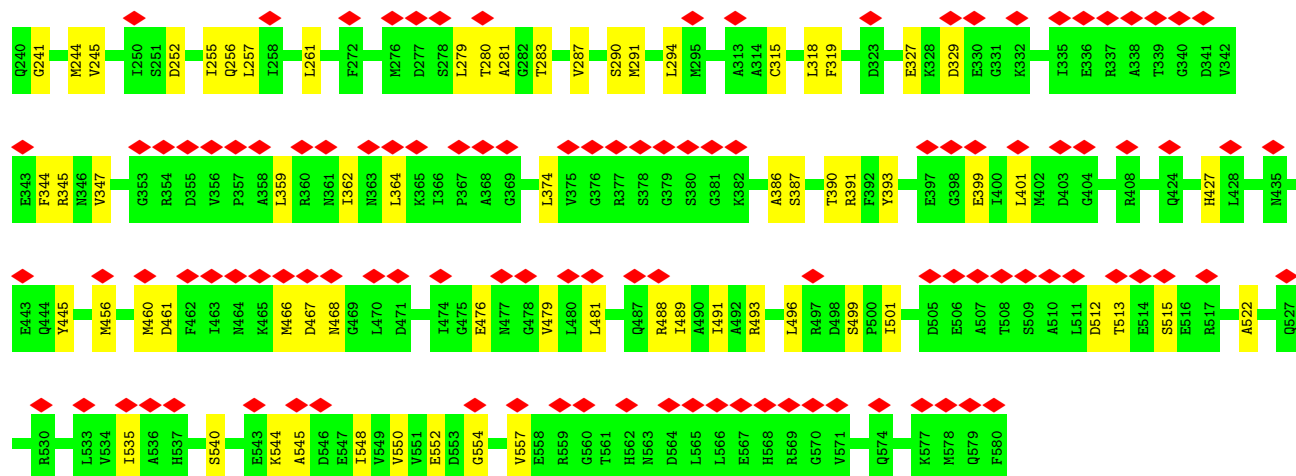 Q240 G241 M244 V245 I250 S251 D252 I255 Q256 L257 I258 L261 F272 M276 D277 S278 L279 T280 A281 G282 T283 V287 S290 M291 L294 M295 A313 A314 C315 L318 F319 D323 E327 K328 D329 E330 G331 K332 I335 E336 R337 A338 T339 G340 D341 V342
E343 F344 R345 N346 V347 G353 R354 D355 V356 P357 A358 L359 R360 N361 I362 N363 L364 K365 I366 P367 A368 G369 L374 V375 G376 R377 S378 G379 S380 G381 K382 A386 S387 T390 R391 F392 Y393 E397 G398 E399 I400 L401 M402 D403 G404 R408 Q424 H427 L428 N435
E443 Q444 Y445 M456 M460 D461 F462 I463 N464 K465 M466 D467 N468 G469 L470 D471 I474 G475 E476 N477 G478 V479 L480 L481 Q487 R488 I489 A490 I491 A492 R493 L496 R497 D498 S499 P500 I501 D505 E506 A507 T508 S509 A510 L511 D512 T513 E514 S515 E516 R517 A522 Q527
R530 L533 V534 I535 A536 H537 S540 E543 K544 A545 D546 E547 I548 V549 V550 V551 E552 D553 G554 V557 E558 R559 G560 T561 H562 N563 D564 L565 L566 E567 H568 R569 G570 V571 Q574 K577 M578 Q579 F580